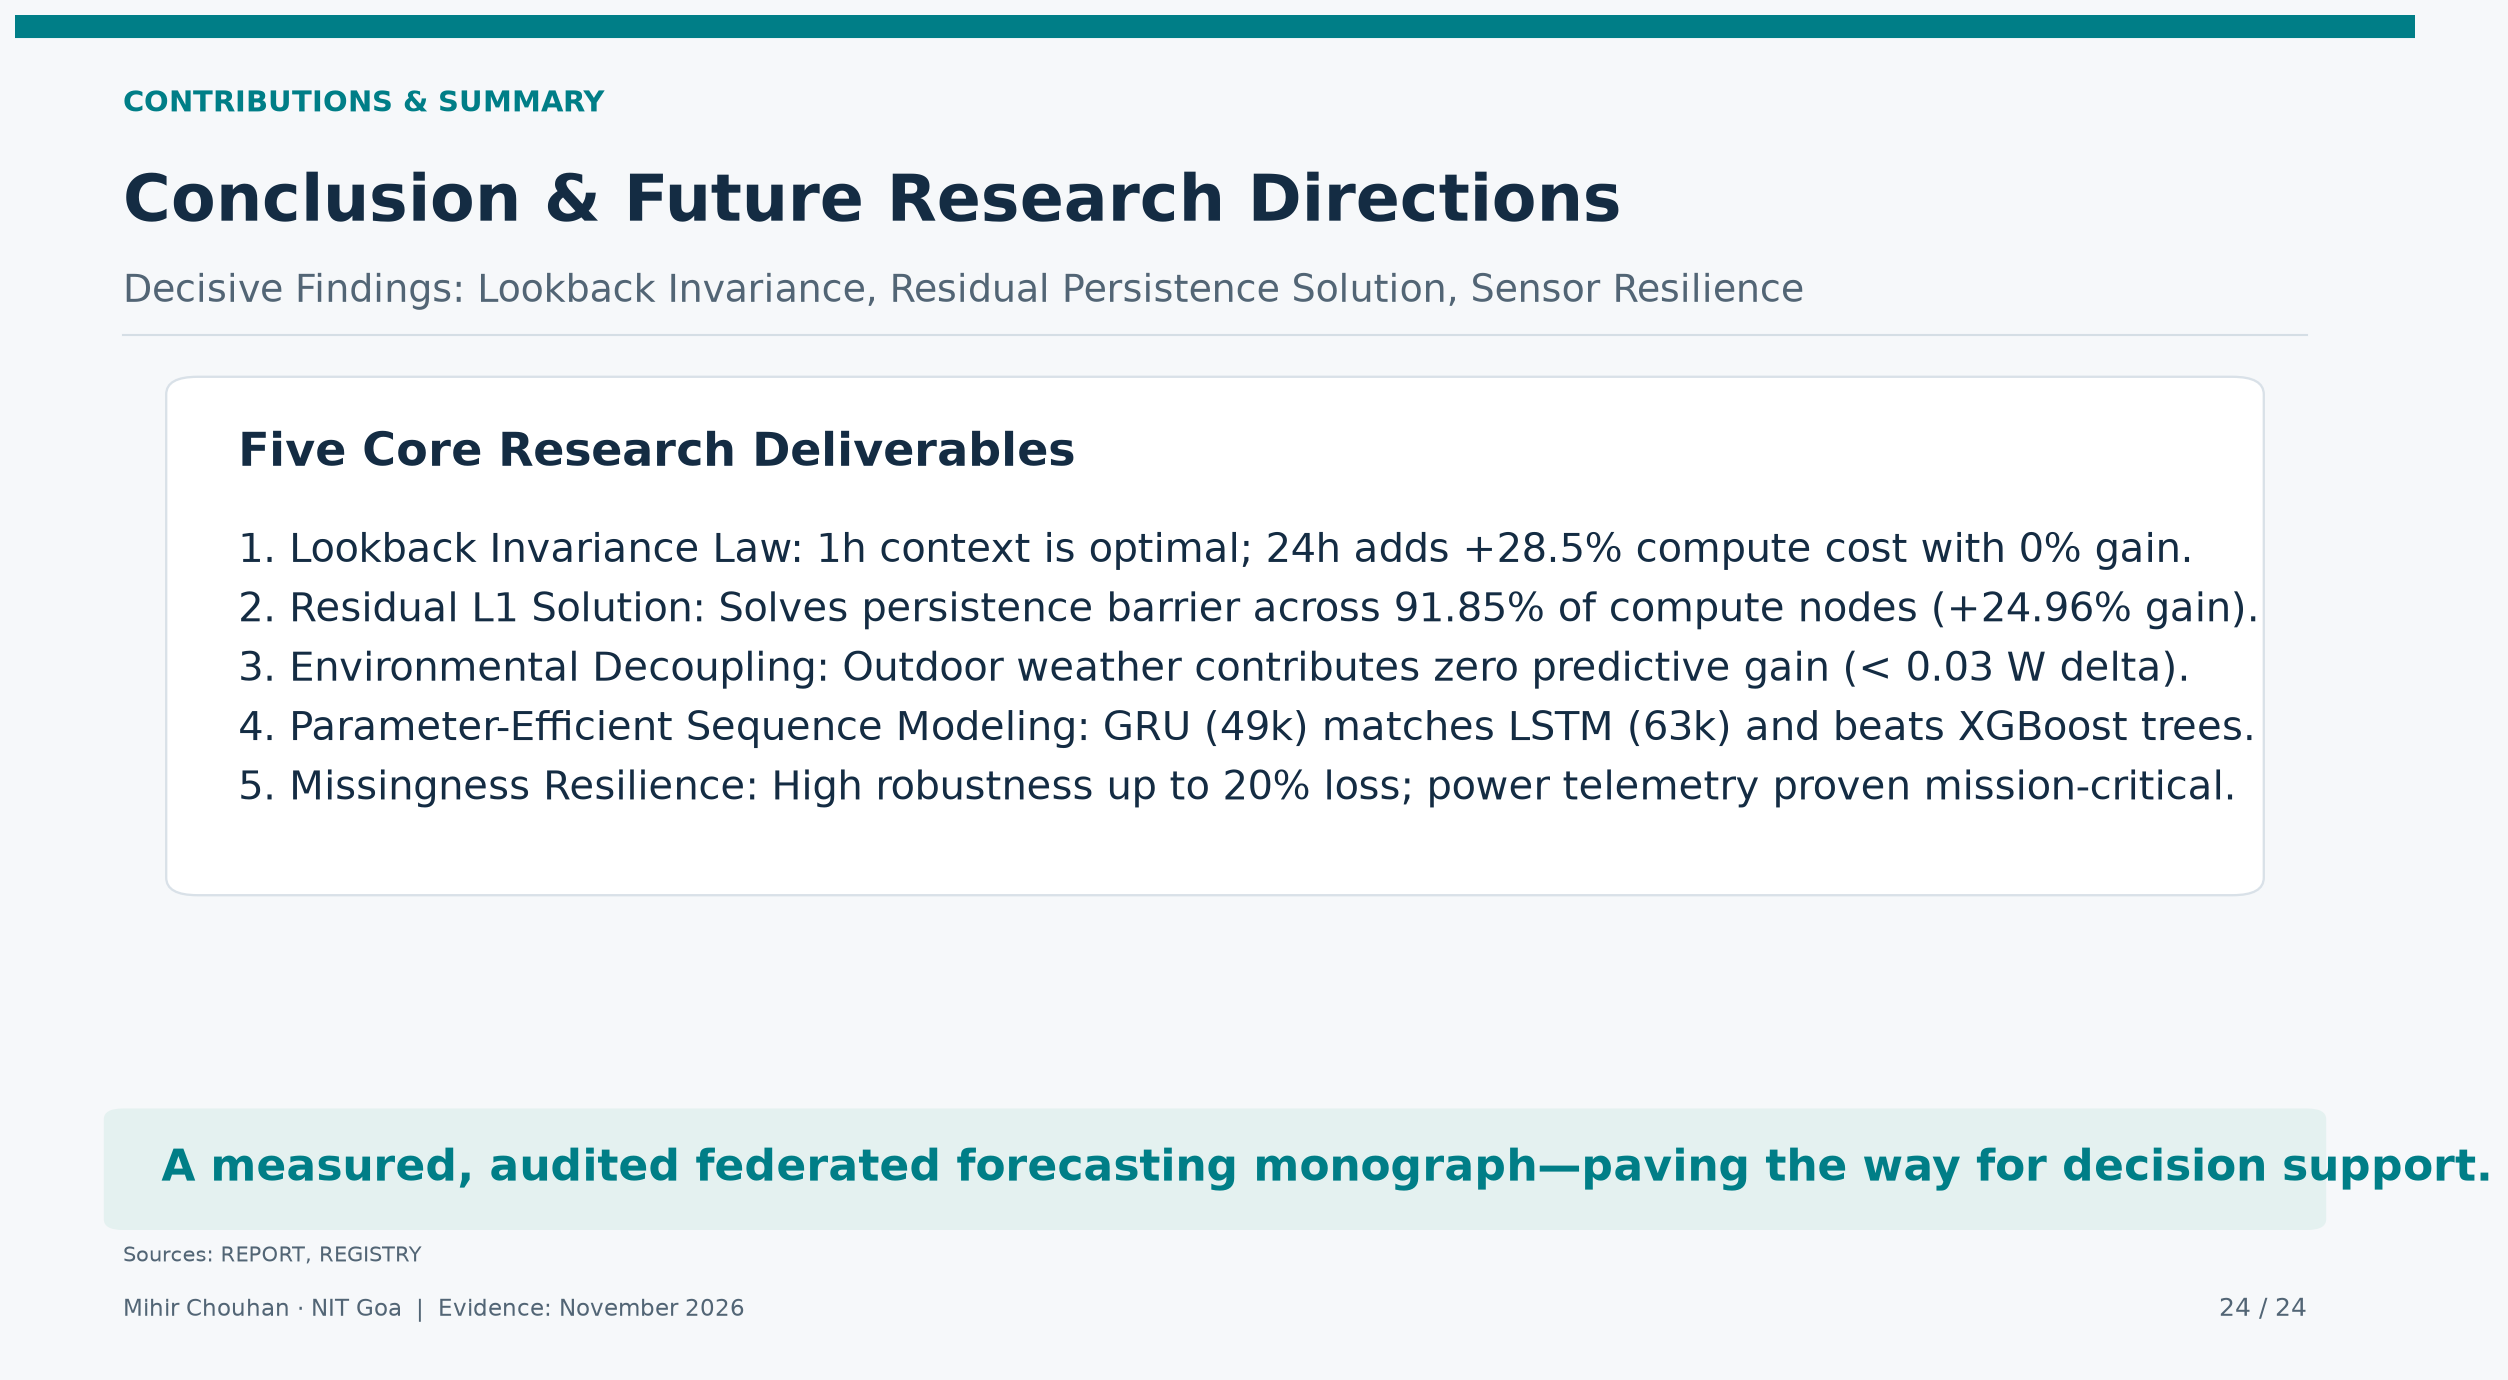 CONTRIBUTIONS & SUMMARY
Conclusion & Future Research Directions
Decisive Findings: Lookback Invariance, Residual Persistence Solution, Sensor Resilience
Five Core Research Deliverables
1. Lookback Invariance Law: 1h context is optimal; 24h adds +28.5% compute cost with 0% gain.
2. Residual L1 Solution: Solves persistence barrier across 91.85% of compute nodes (+24.96% gain).
3. Environmental Decoupling: Outdoor weather contributes zero predictive gain (< 0.03 W delta).
4. Parameter-Efficient Sequence Modeling: GRU (49k) matches LSTM (63k) and beats XGBoost trees.
5. Missingness Resilience: High robustness up to 20% loss; power telemetry proven mission-critical.
A measured, audited federated forecasting monograph—paving the way for decision support.
Sources: REPORT, REGISTRY
Mihir Chouhan · NIT Goa | Evidence: November 2026
24 / 24